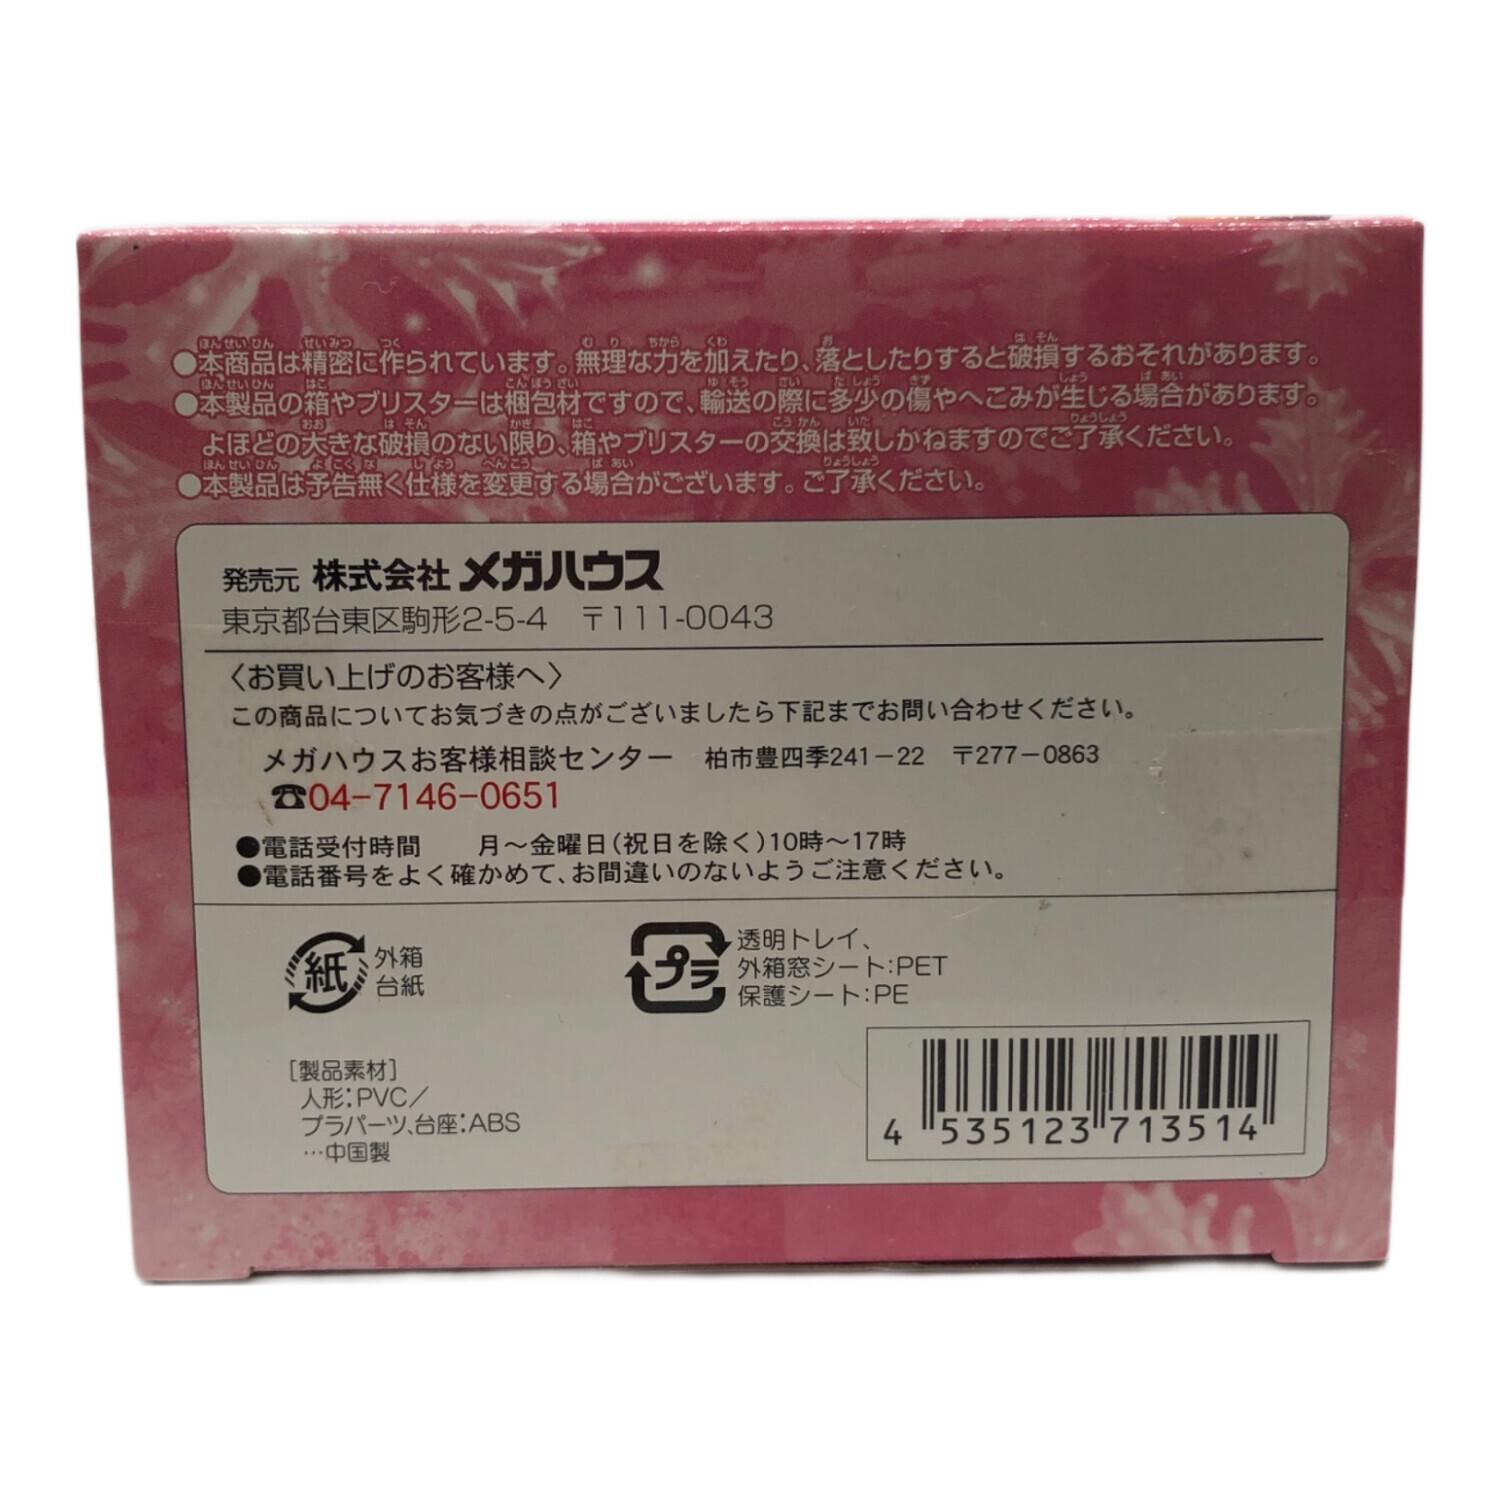 ●本商品は精密に作られています。無理な力を加えたり、落としたりすると破損するおそれがあります。
●本製品の箱やブリスターは梱包材ですので、輸送の際に多少の傷やへこみが生じる場合があります。
よほどの大きな破損のない限り、箱やブリスターの交換は致しかねますのでご了承ください。
●本製品は予告無く仕様を変更する場合がございます。ご了承ください。
発売元 株式会社 メガハウス
東京都台東区駒形2-5-4 〒111-0043
〈お買い上げのお客様へ〉
この商品についてお気づきの点がございましたら下記までお問い合わせください。
メガハウスお客様相談センター 柏市豊四季241-22 〒277-0863
☎04-7146-0651
●電話受付時間 月~金曜日(祝日を除く)10時~17時
●電話番号をよく確かめて、お間違いのないようご注意ください。
紙 外箱
台紙
プラ 透明トレイ、
外箱窓シート:PET
保護シート:PE
[製品素材]
人形:PVC/
プラパーツ、台座:ABS
…中国製
4 535123 713514